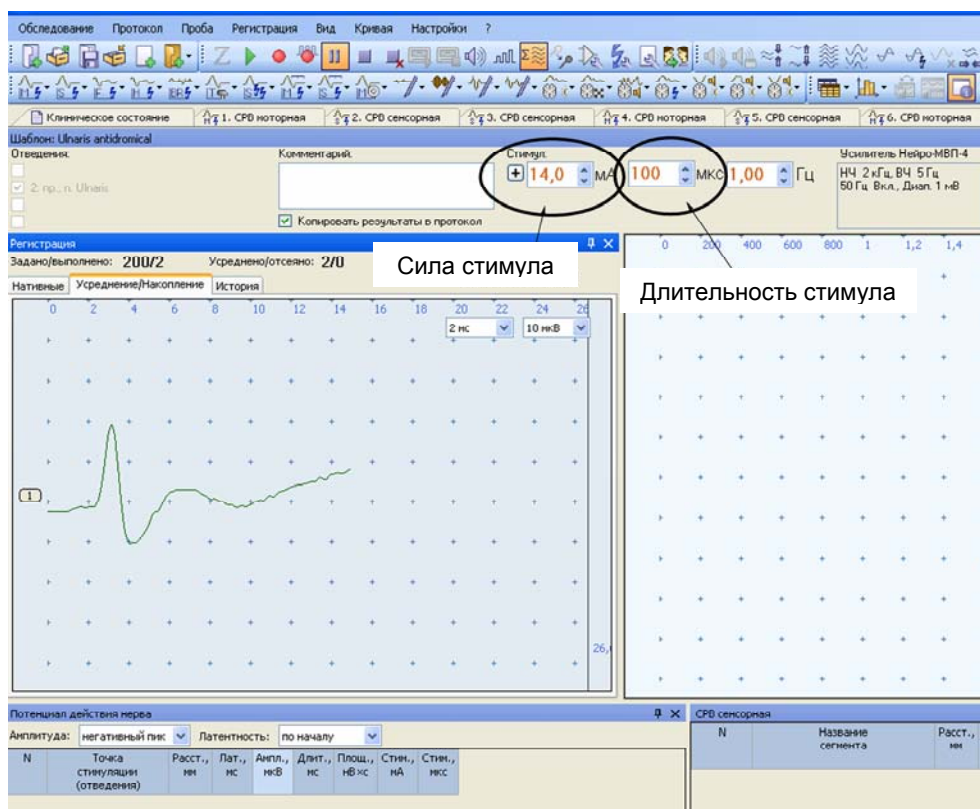 Обследование Протокол Проба Регистрация Вид Кривая Настройки ?
Клиническое состояние 1. СРВ моторная 2. СРВ сенсорная 3. СРВ сенсорная 4. СРВ моторная 5. СРВ сенсорная 6. СРВ моторная
Шаблон: Ulnaris antidromical
Отведения: Комментарий: Стимул: Усилитель Нейро-МВП-4
2: пр., n. Ulnaris
+ 14,0 мА 100 мкс 1,00 Гц
НЧ 2 кГц, ВЧ 5 Гц
50 Гц Вкл., Диап. 1 мВ
Копировать результаты в протокол
Регистрация
Сила стимула
Длительность стимула
Задано/выполнено: 200/2 Усреднено/отсеяно: 2/0
Нативные Усреднение/Накопление История
0 2 4 6 8 10 12 14 16 18 20 22 24 26
2 мс 10 мкВ
0 200 400 600 800 1 1,2 1,4
1
26,
Потенциал действия нерва
Амплитуда: негативный пик Латентность: по началу
N Точка стимуляции (отведения) Расст., мм Лат., мс Ампл., мкВ Длит., мс Площ., нВ×с Стим., мА Стим., мкс
СРВ сенсорная
N Название сегмента Расст., мм